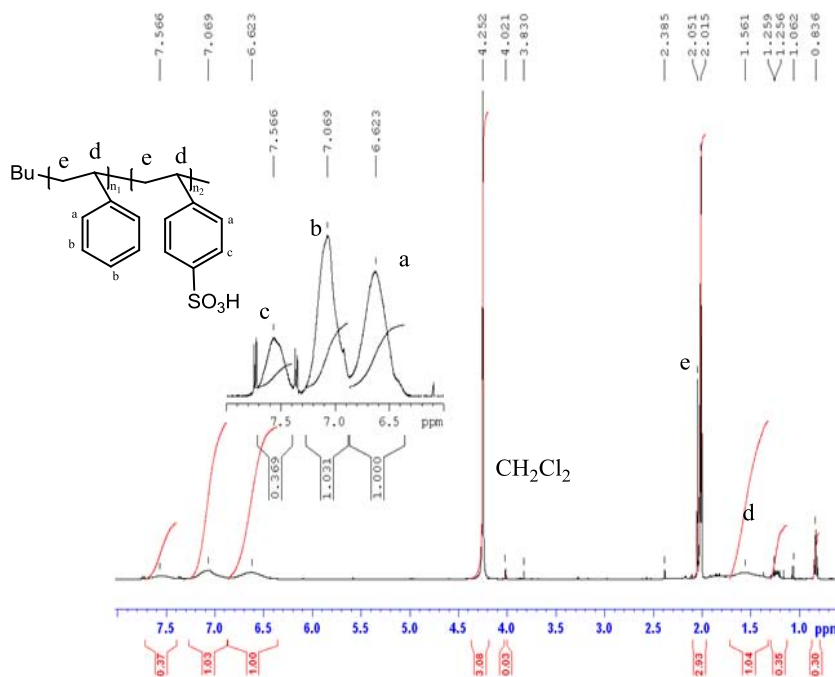 7.566
7.069
6.623
4.252
4.021
3.830
2.385
2.051
2.015
1.561
1.259
1.256
1.062
0.836
7.566
7.069
6.623
e d e d
Bu n1 n2
a a
b c
b
SO3H
b
a
c
7.5 7.0 6.5 ppm
0.369
1.031
1.000
e
CH2Cl2
d
7.5 7.0 6.5 6.0 5.5 5.0 4.5 4.0 3.5 3.0 2.5 2.0 1.5 1.0 ppm
0.37
1.03
1.00
3.08
0.03
2.93
1.04
0.35
0.30